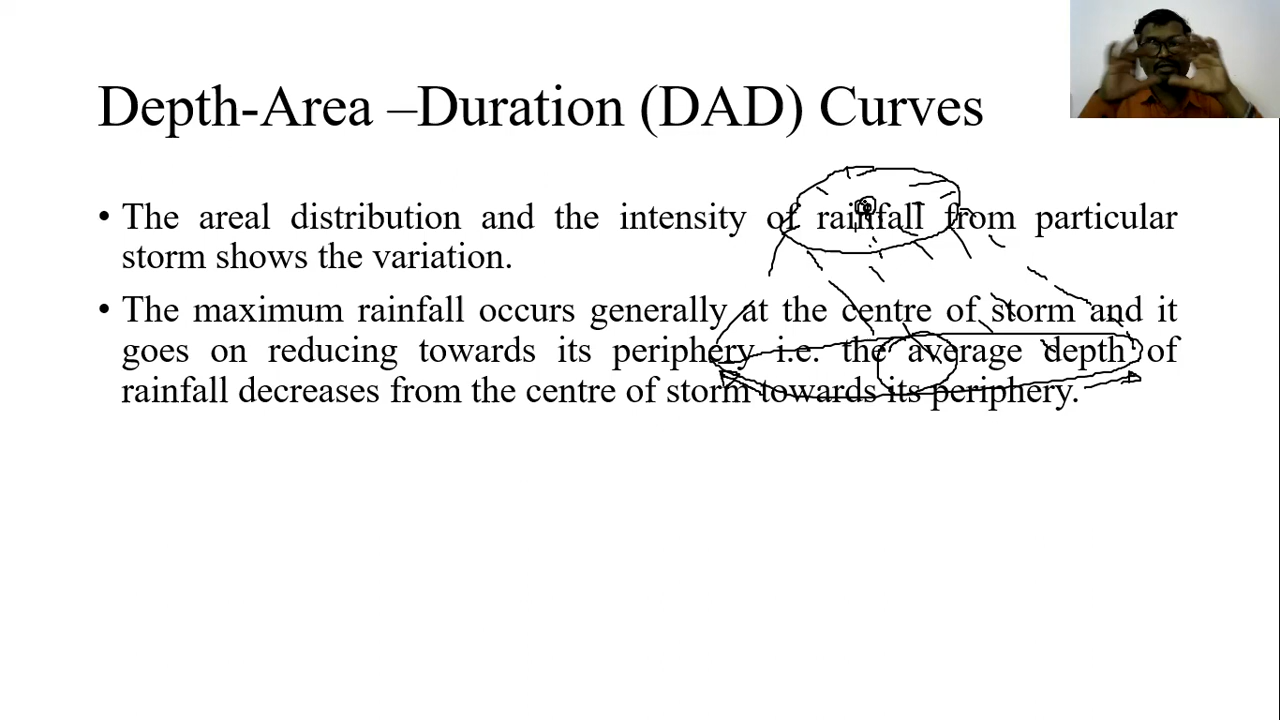 Depth-Area –Duration (DAD) Curves
• The areal distribution and the intensity of rainfall from particular
storm shows the variation.
• The maximum rainfall occurs generally at the centre of storm and it
goes on reducing towards its periphery i.e. the average depth of
rainfall decreases from the centre of storm towards its periphery.